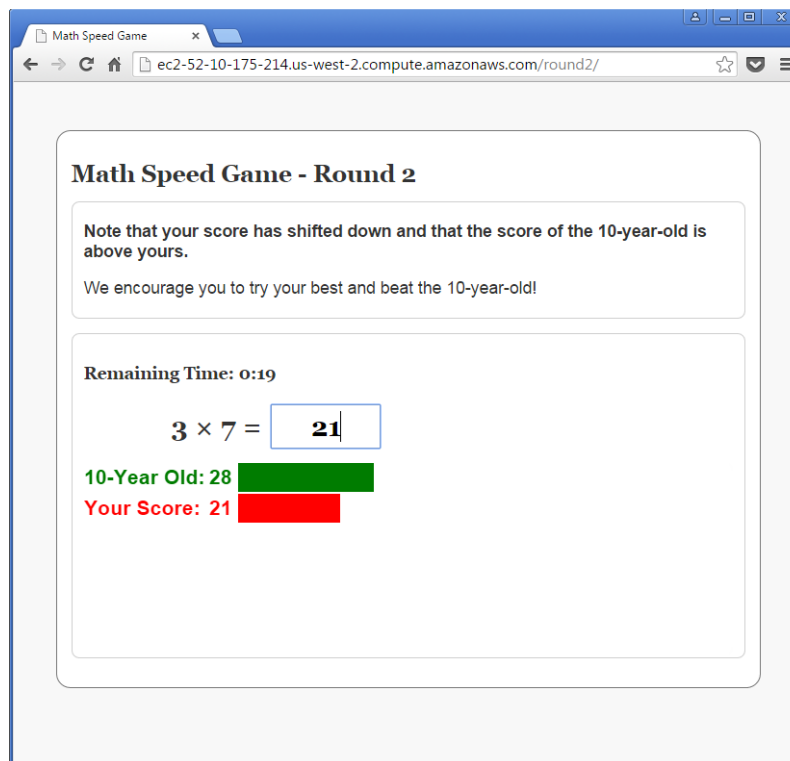 Math Speed Game
ec2-52-10-175-214.us-west-2.compute.amazonaws.com/round2/
Math Speed Game - Round 2
Note that your score has shifted down and that the score of the 10-year-old is
above yours.
We encourage you to try your best and beat the 10-year-old!
Remaining Time: 0:19
3 × 7 = 21
10-Year Old: 28
Your Score: 21